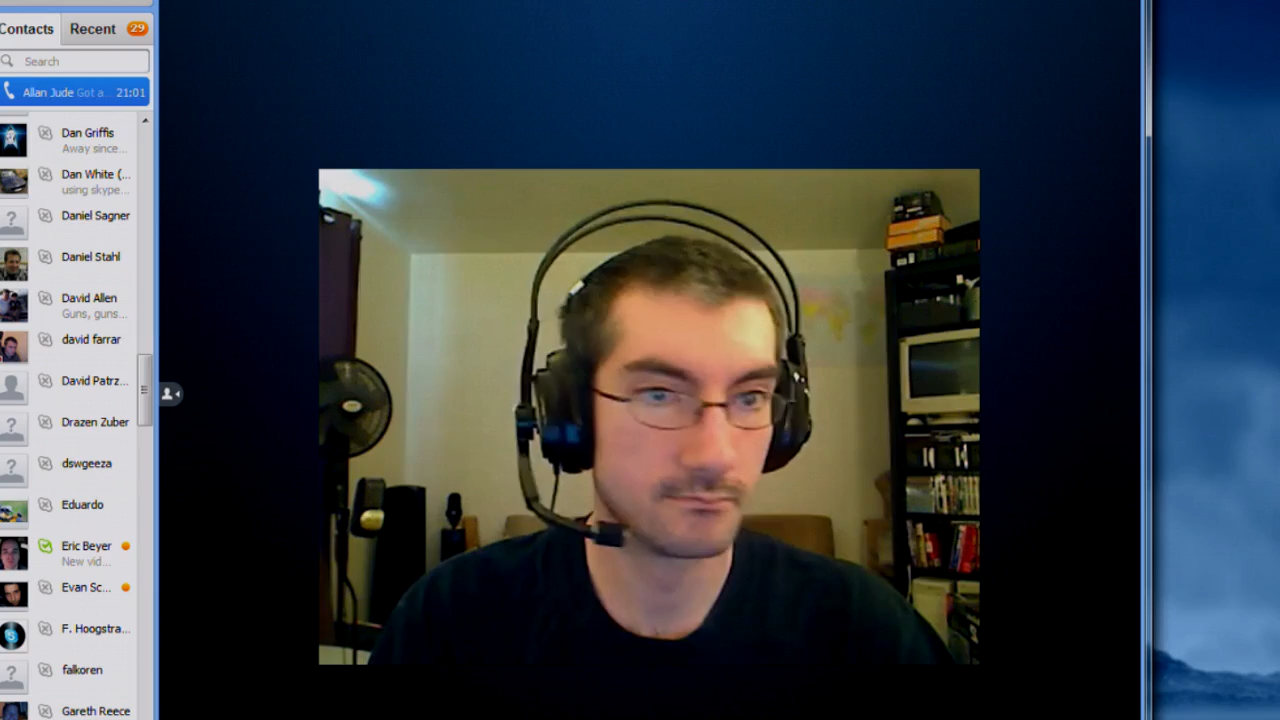 Contacts
Recent 29
Search
Allan Jude Got a... 21:01
Dan Griffis
Away since...
Dan White (...
using skype...
Daniel Sagner
Daniel Stahl
David Allen
Guns, guns...
david farrar
David Patrz...
Drazen Zuber
dswgeeza
Eduardo
Eric Beyer
New vid...
Evan Sc...
F. Hoogstra...
falkoren
Gareth Reece